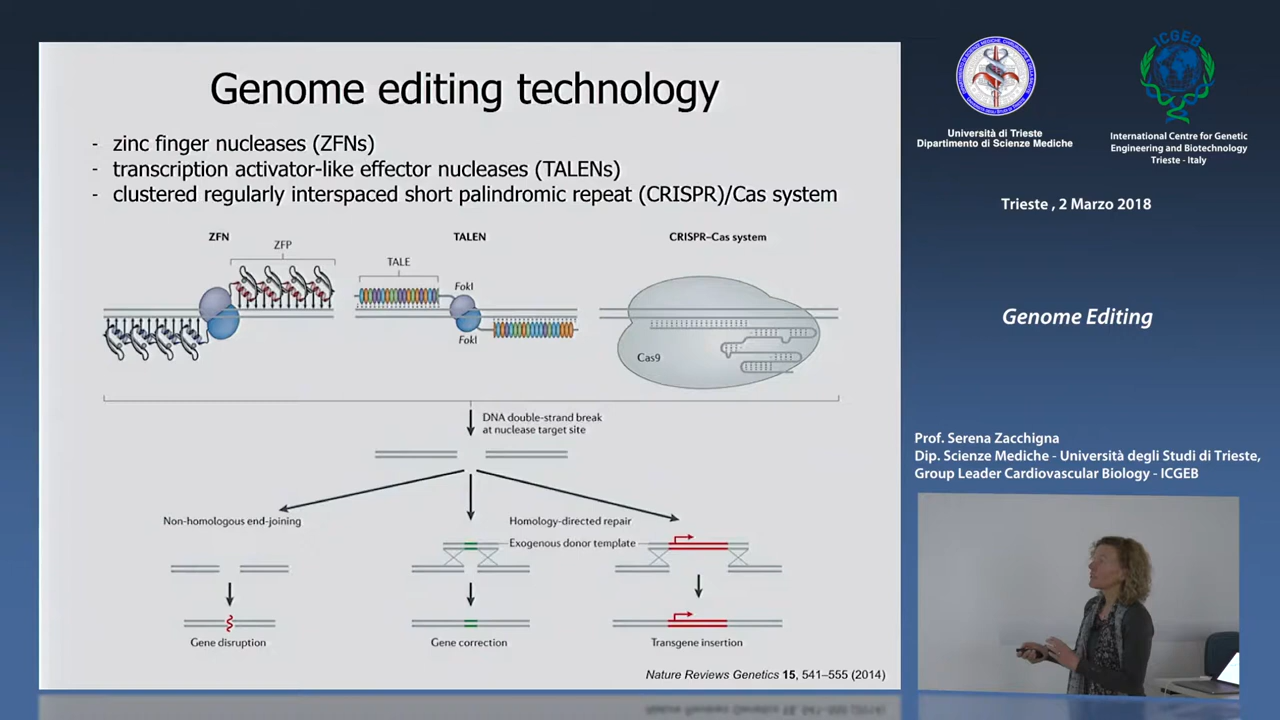 Genome editing technology
- zinc finger nucleases (ZFNs)
- transcription activator-like effector nucleases (TALENs)
- clustered regularly interspaced short palindromic repeat (CRISPR)/Cas system
ZFN
ZFP
TALEN
TALE
FokI
FokI
CRISPR–Cas system
Cas9
DNA double-strand break
at nuclease target site
Non-homologous end-joining
Homology-directed repair
Exogenous donor template
Gene disruption
Gene correction
Transgene insertion
Nature Reviews Genetics 15, 541–555 (2014)
ICGEB
Università di Trieste
Dipartimento di Scienze Mediche
International Centre for Genetic
Engineering and Biotechnology
Trieste - Italy
Trieste , 2 Marzo 2018
Genome Editing
Prof. Serena Zacchigna
Dip. Scienze Mediche - Università degli Studi di Trieste,
Group Leader Cardiovascular Biology - ICGEB